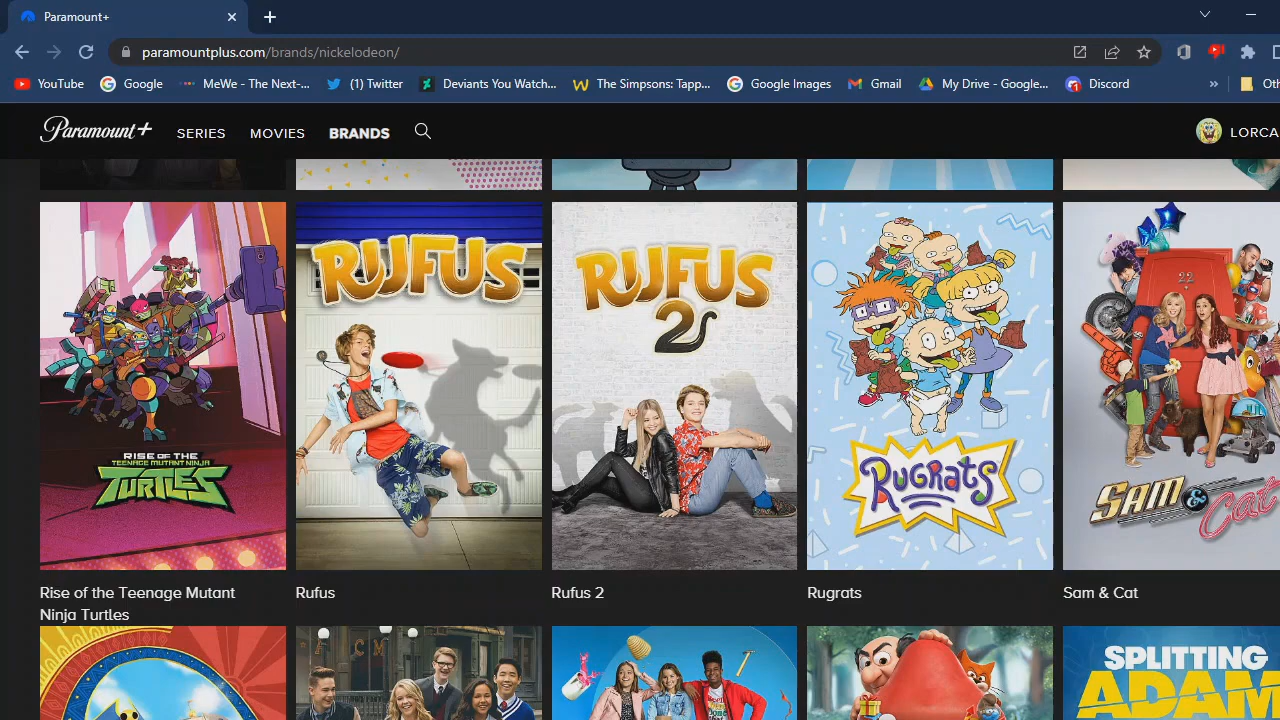 Paramount+
paramountplus.com/brands/nickelodeon/
YouTube
Google
MeWe - The Next-...
(1) Twitter
Deviants You Watch...
The Simpsons: Tapp...
Google Images
Gmail
My Drive - Google...
Discord
»
Oth
Paramount+
SERIES
MOVIES
BRANDS
LORCA
RISE OF THE
TEENAGE MUTANT NINJA
TURTLES
RUFUS
RUFUS
2
RUGRATS
22
SAM &
Cat
Rise of the Teenage Mutant
Ninja Turtles
Rufus
Rufus 2
Rugrats
Sam & Cat
SPLITTING
ADAM